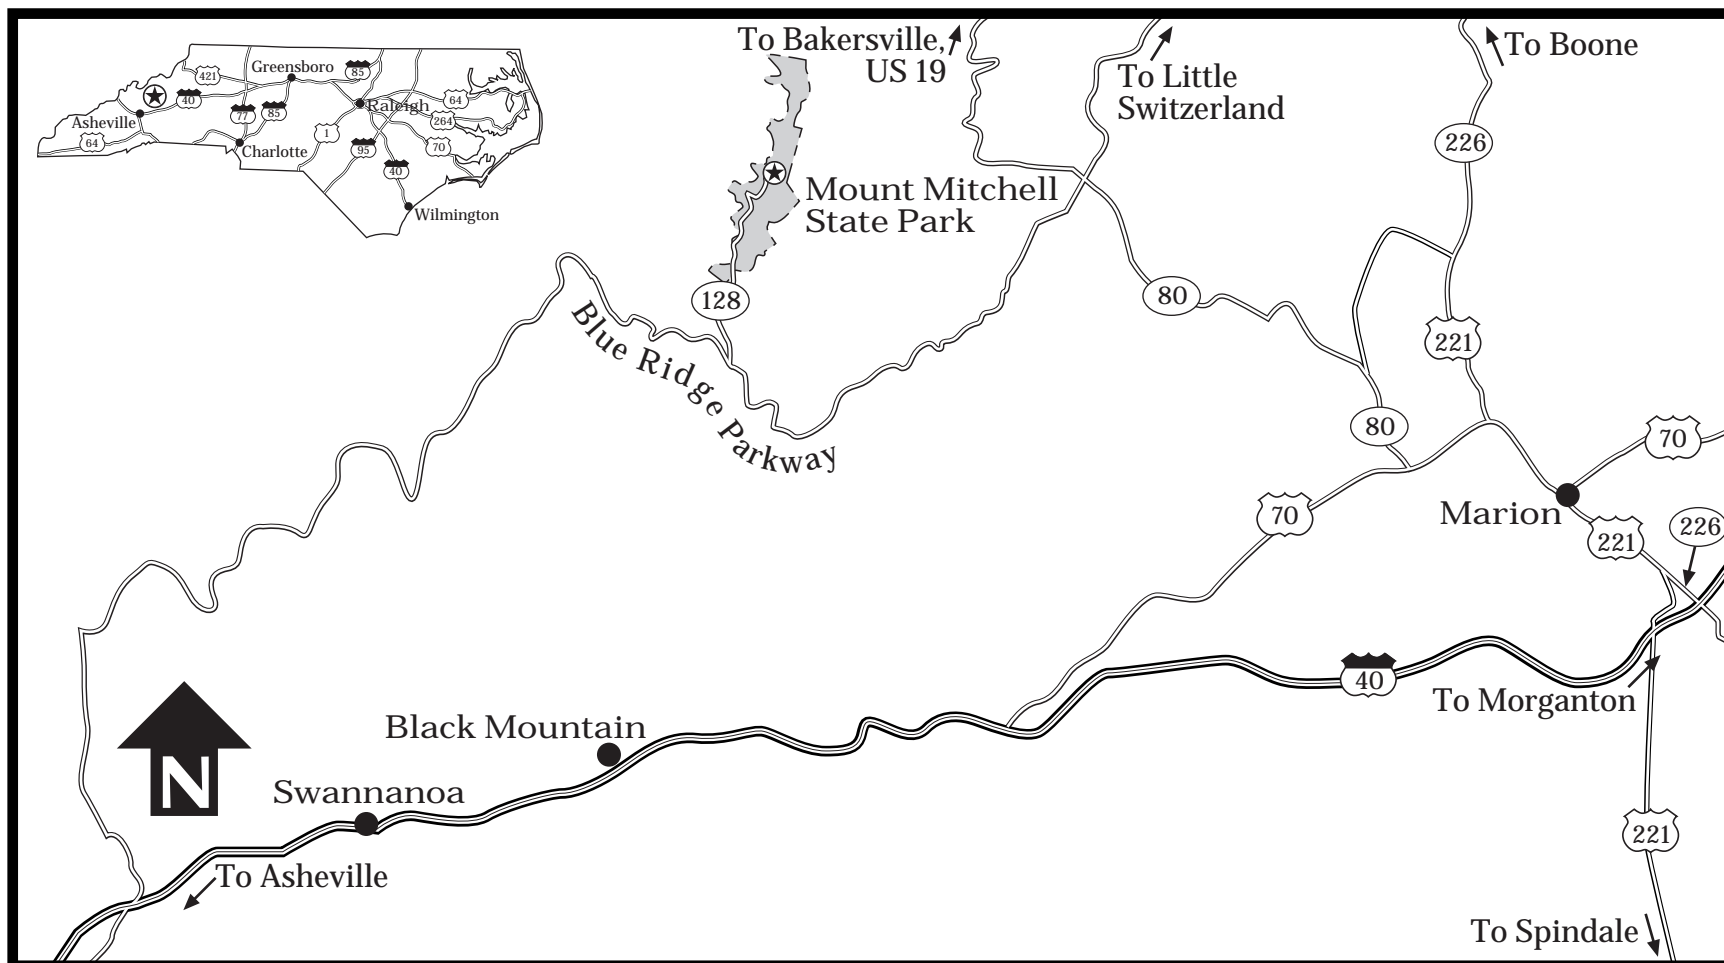 421
Greensboro
85
40
Asheville
77
85
Raleigh
64
264
64
1
Charlotte
95
70
40
Wilmington
To Bakersville,
US 19
To Little
Switzerland
To Boone
226
Mount Mitchell
State Park
128
80
221
Blue Ridge Parkway
80
70
70
Marion
221
226
40
To Morganton
Black Mountain
N
Swannanoa
221
To Asheville
To Spindale